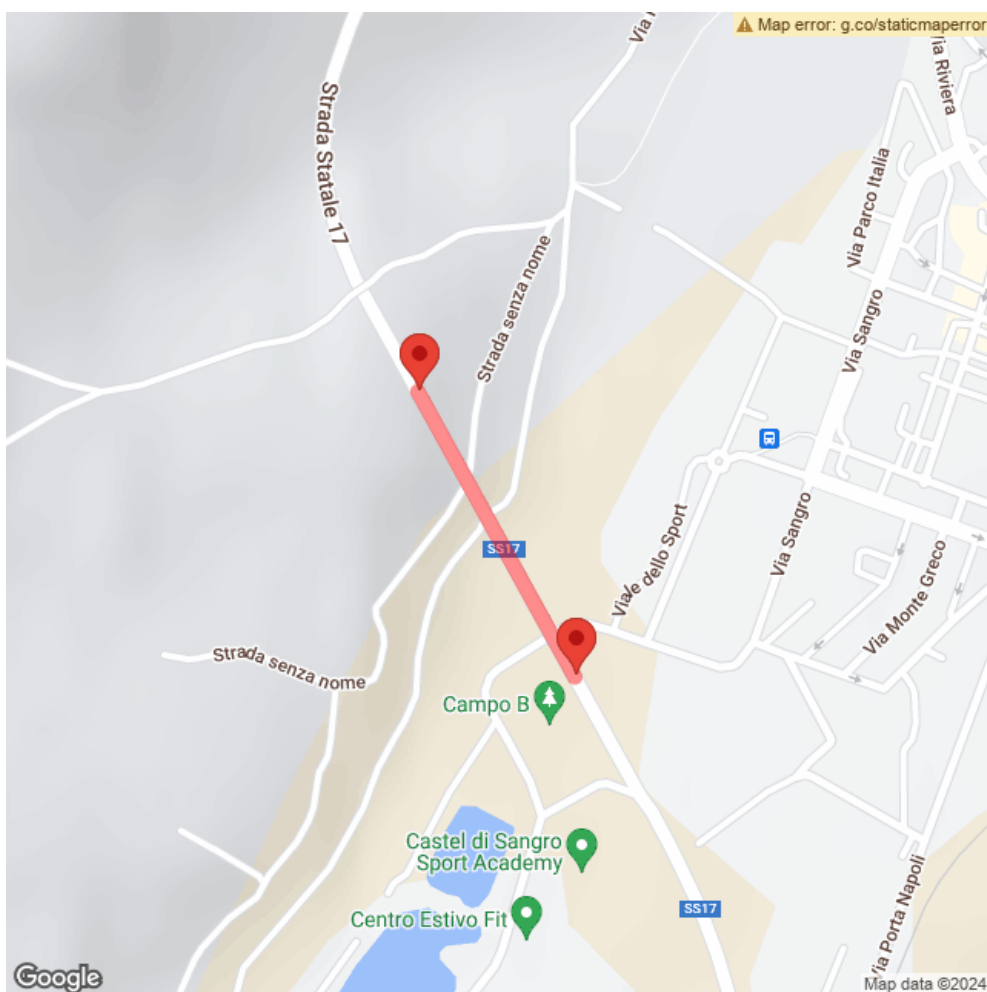 Map error: g.co/staticmaperror
Via
Via Riviera
Strada Statale 17
Via Parco Italia
Strada senza nome
Via Sangro
Via Sangro
SS17
Viale dello Sport
Via Monte Greco
Strada senza nome
Campo B
Castel di Sangro
Sport Academy
Centro Estivo Fit
SS17
Via Porta Napoli
Google
Map data ©2024